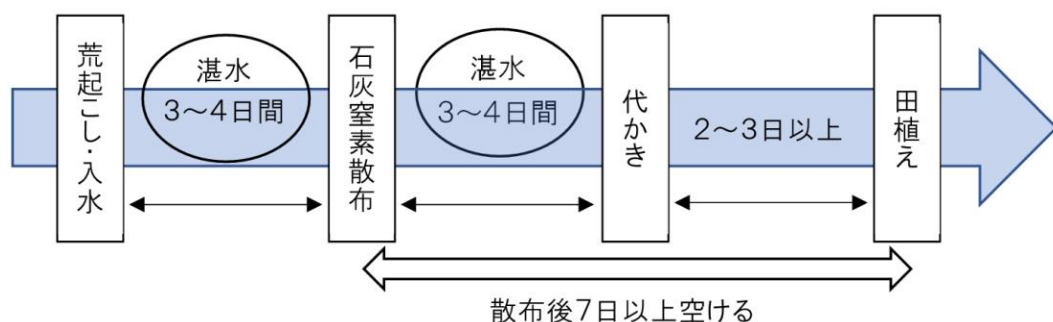 荒起こし・入水
湛水
3～4日間
石灰窒素散布
湛水
3～4日間
代かき
2～3日以上
田植え
散布後7日以上空ける